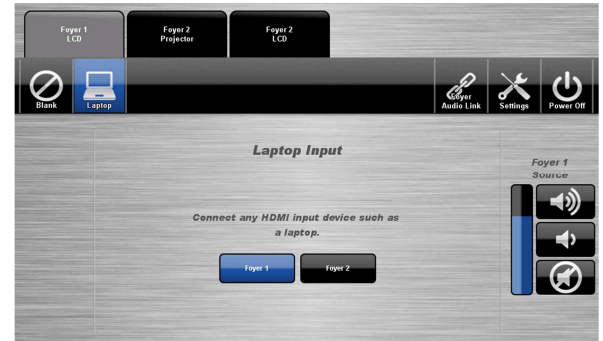 Foyer 1
LCD
Foyer 2
Projector
Foyer 2
LCD
Blank
Laptop
Foyer
Audio Link
Settings
Power Off
Laptop Input
Foyer 1
Source
Connect any HDMI input device such as
a laptop.
Foyer 1
Foyer 2